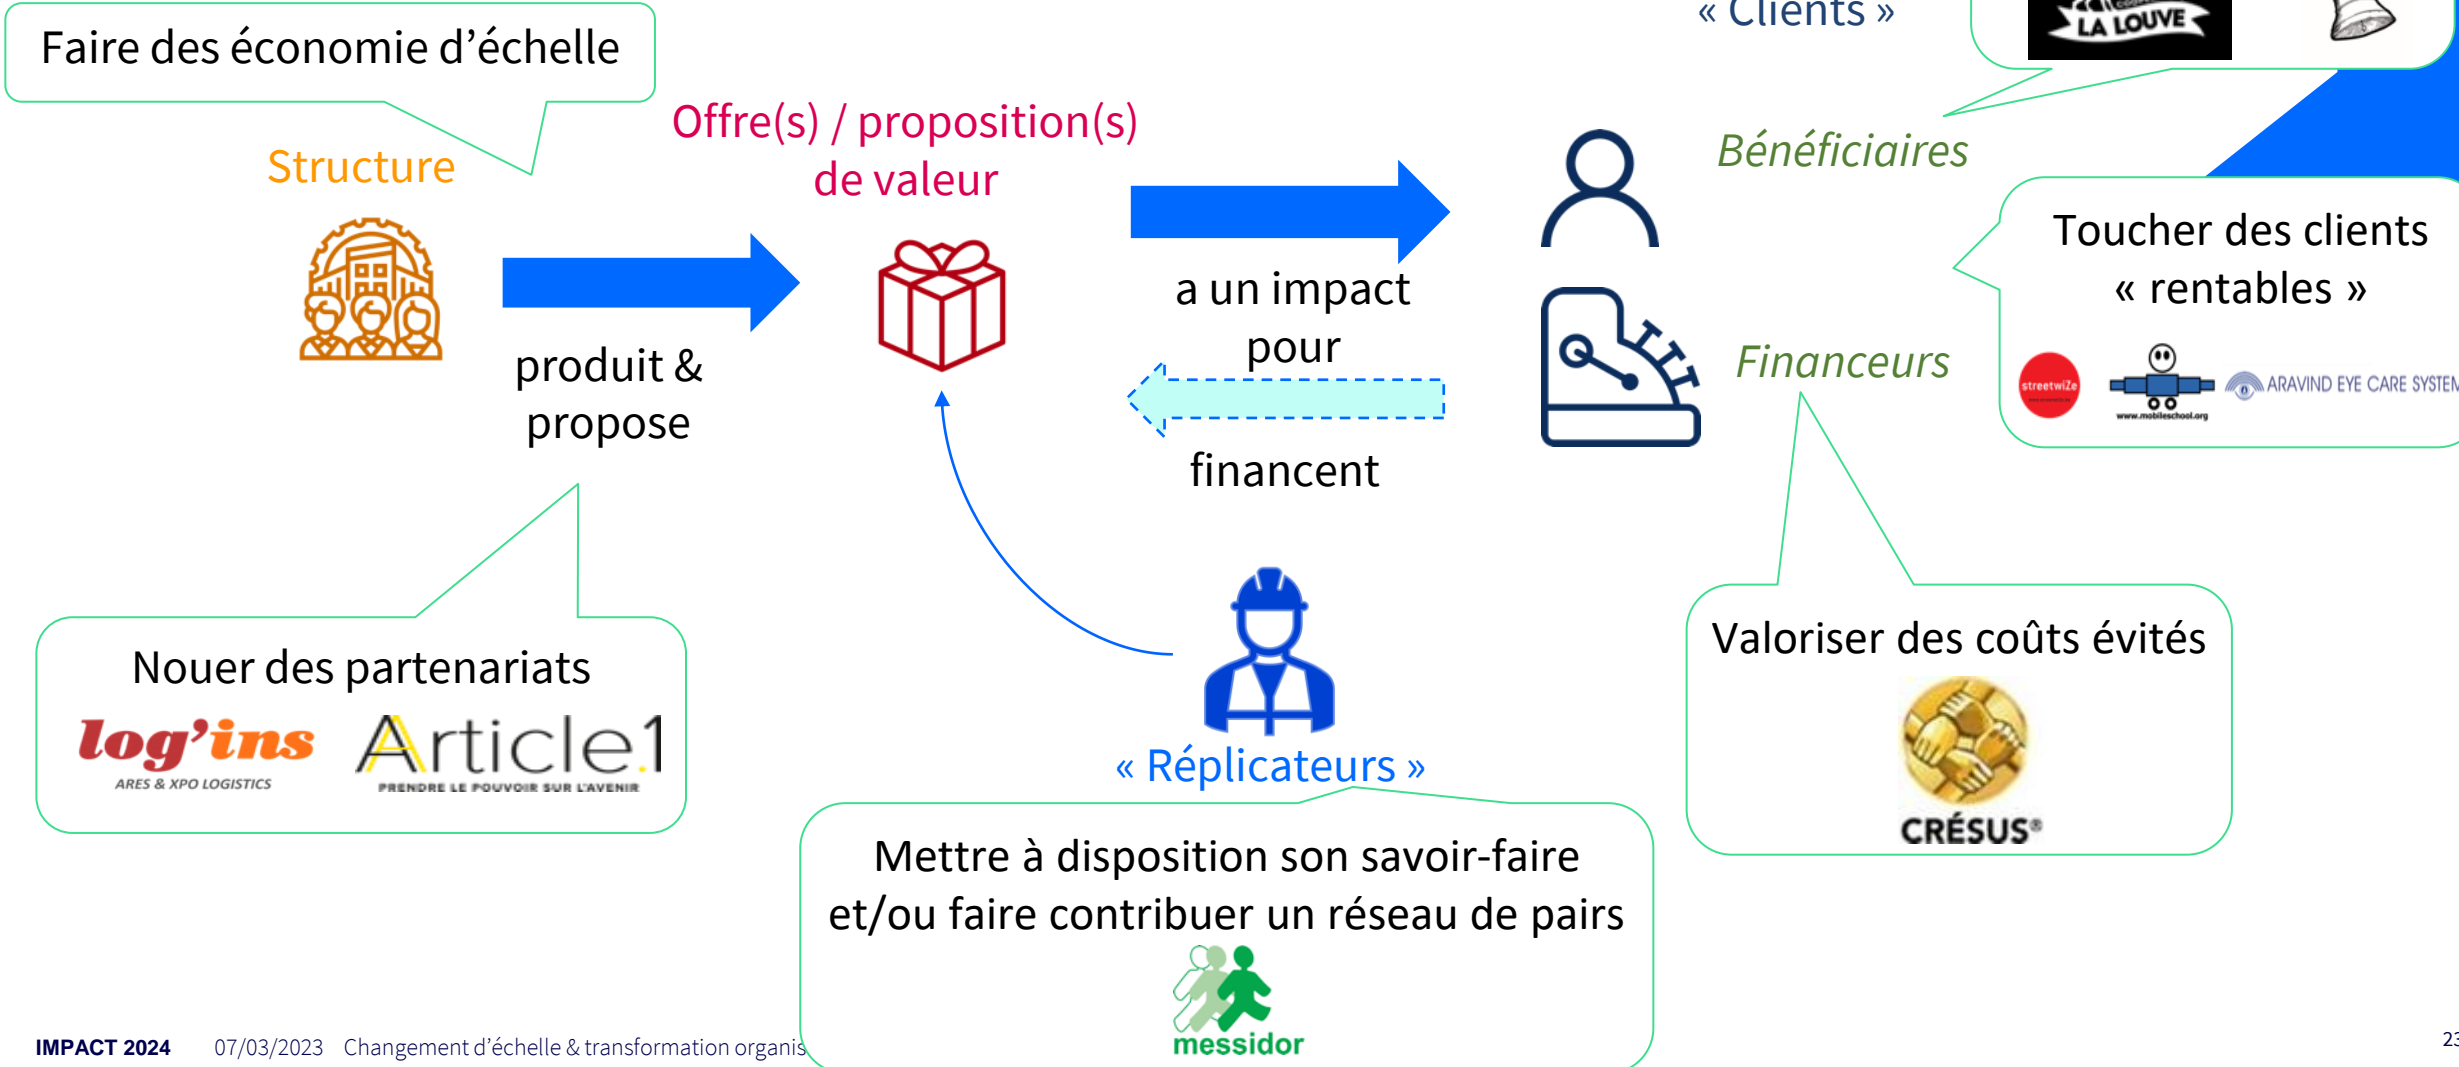 « Clients »
LA LOUVE
Faire des économie d’échelle
Offre(s) / proposition(s)
de valeur
Structure
Bénéficiaires
Toucher des clients
« rentables »
streetwiZe
www.mobileschool.org
ARAVIND EYE CARE SYSTEM
a un impact
pour
produit &
propose
Financeurs
financent
Nouer des partenariats
log’ins
ARES & XPO LOGISTICS
Article.1
PRENDRE LE POUVOIR SUR L'AVENIR
« Réplicateurs »
Valoriser des coûts évités
CRÉSUS®
Mettre à disposition son savoir-faire
et/ou faire contribuer un réseau de pairs
messidor
IMPACT 2024 07/03/2023 Changement d’échelle & transformation organis
23